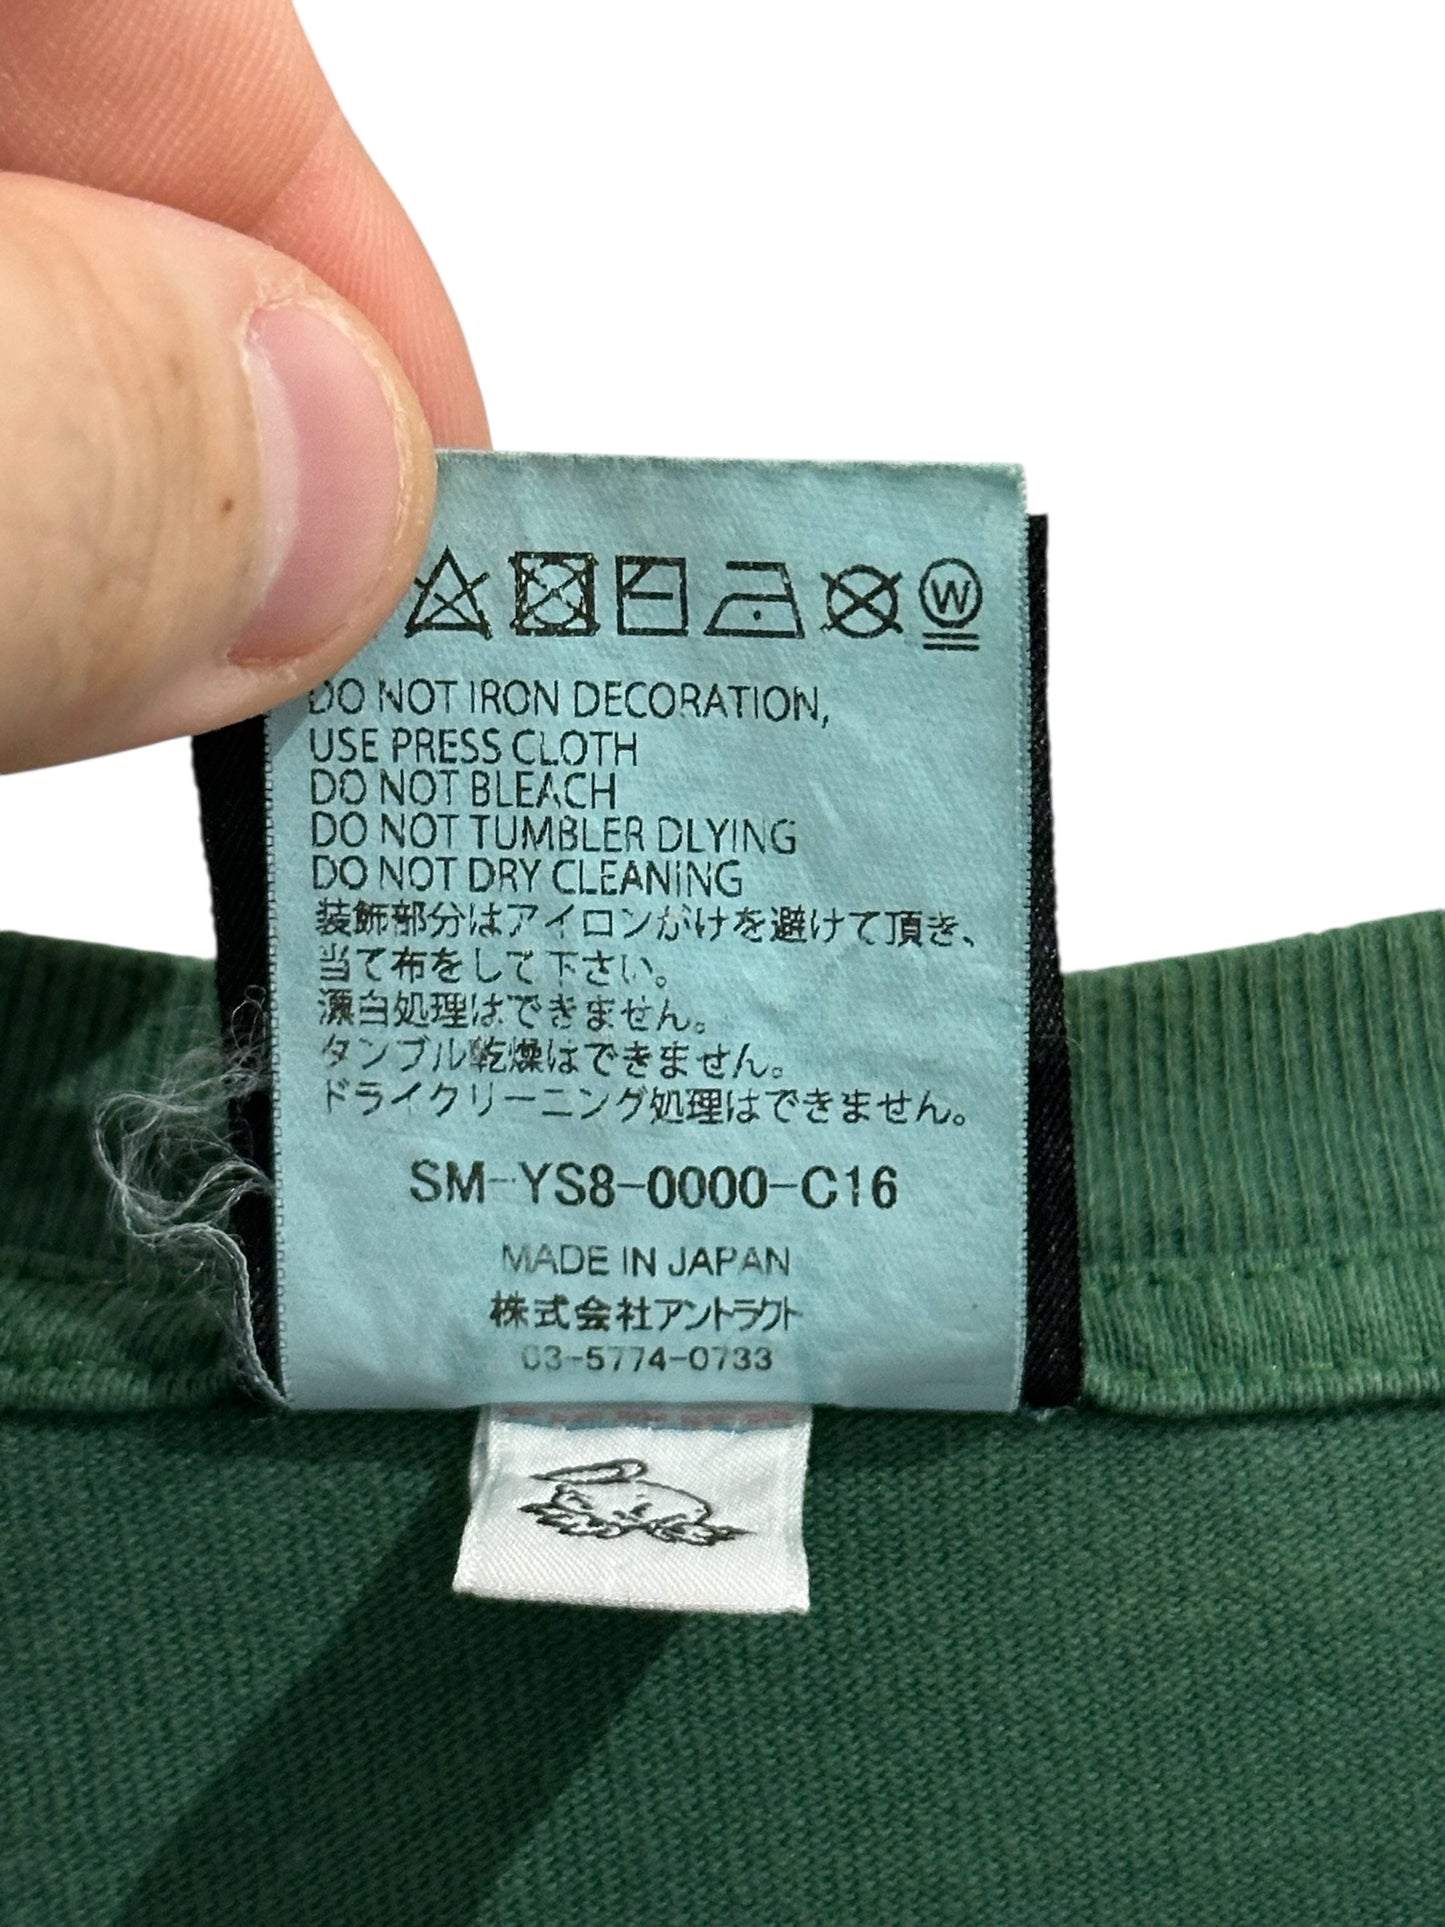 W
DO NOT IRON DECORATION,
USE PRESS CLOTH
DO NOT BLEACH
DO NOT TUMBLER DLYING
DO NOT DRY CLEANING
装飾部分はアイロンがけを避けて頂き、
当て布をして下さい。
漂白処理はできません。
タンブル乾燥はできません。
ドライクリーニング処理はできません。
SM-YS8-0000-C16
MADE IN JAPAN
株式会社アントラクト
03-5774-0733